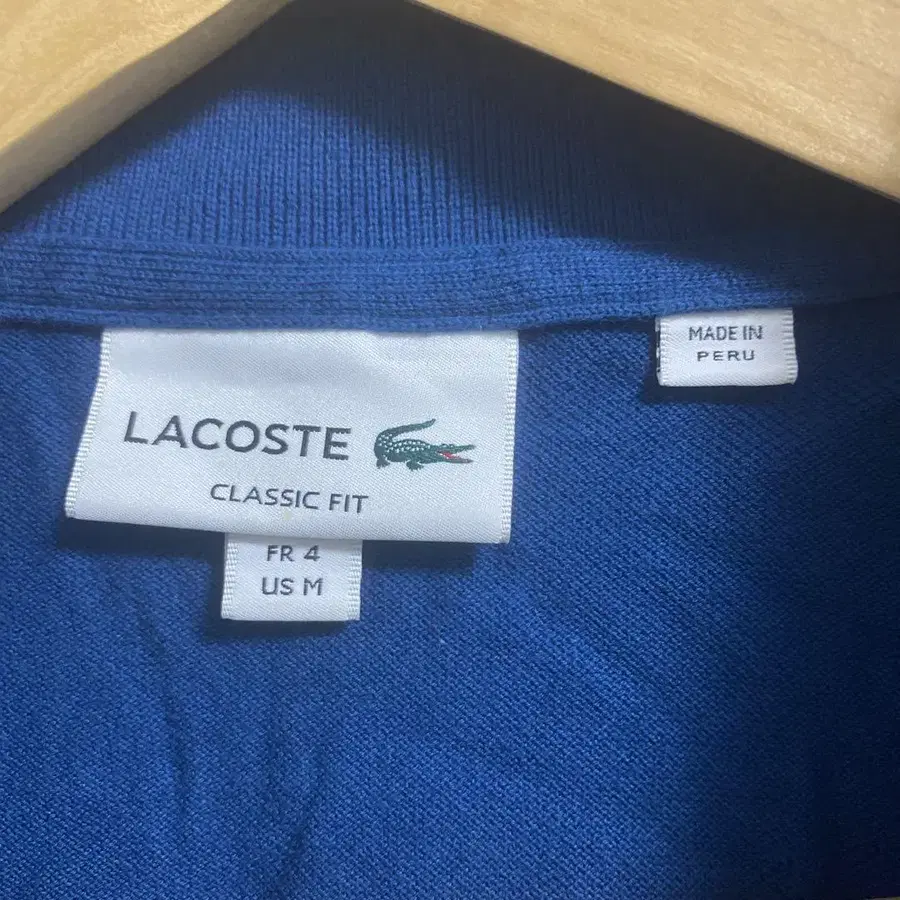 LACOSTE
CLASSIC FIT
FR 4
US M
MADE IN
PERU